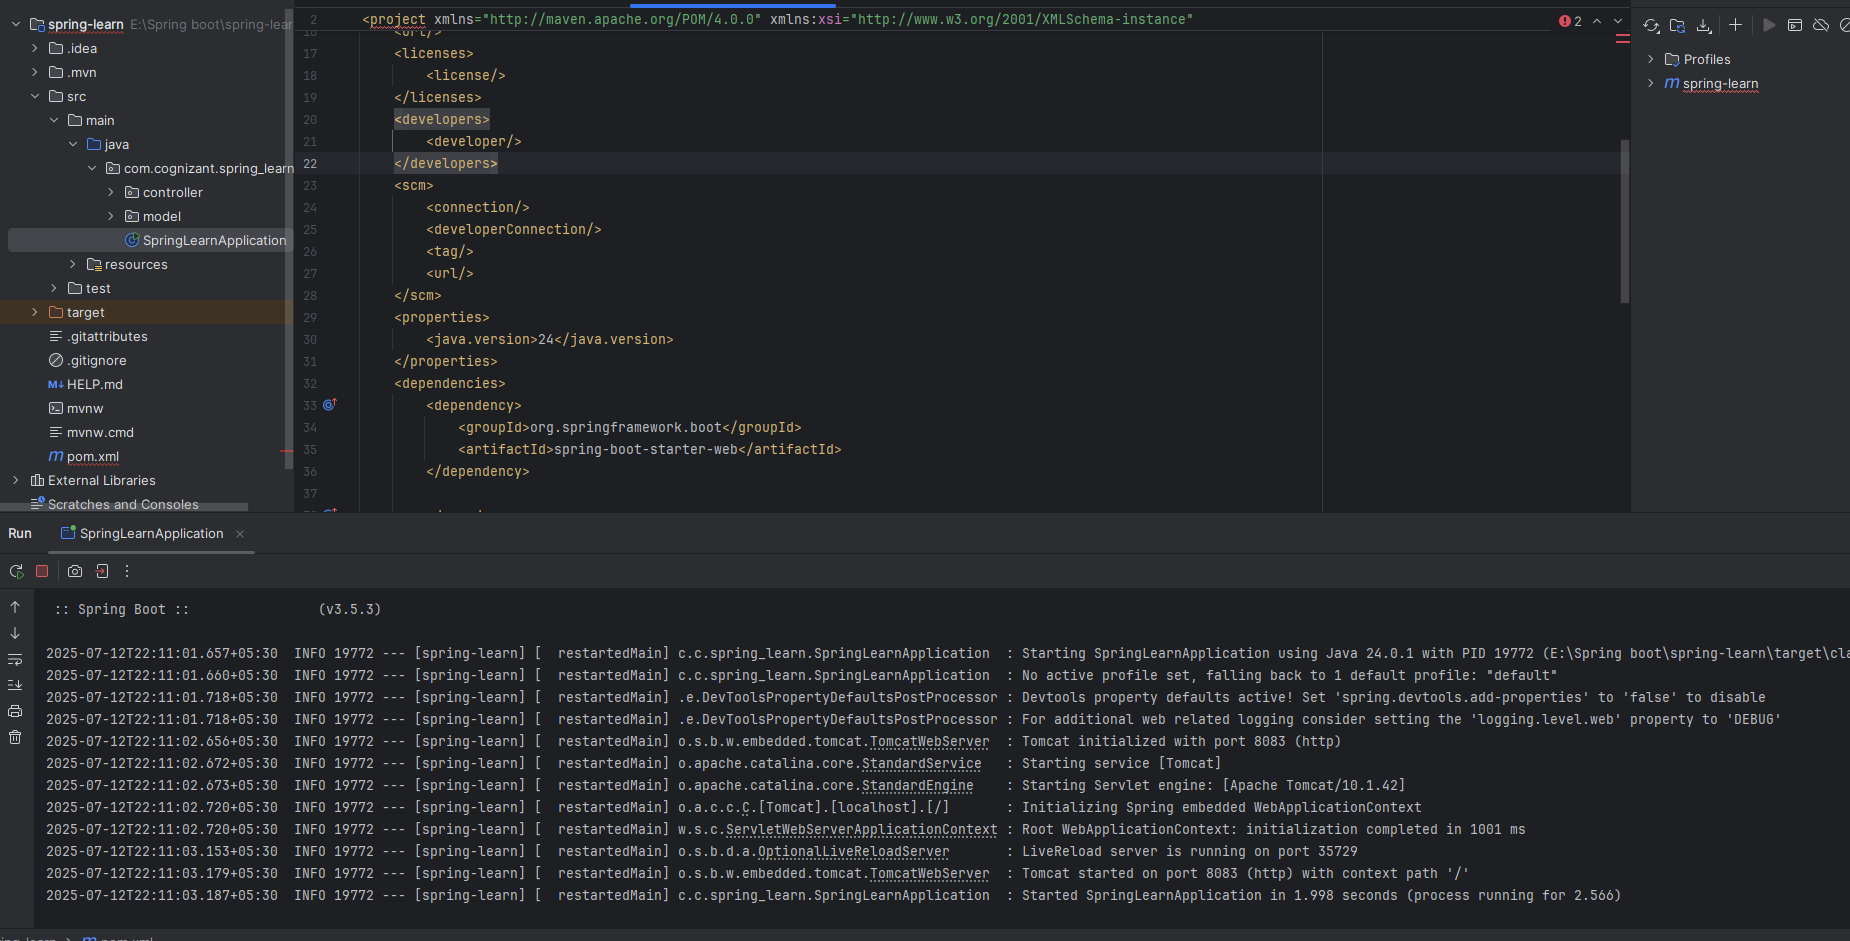 spring-learn E:\Spring boot\spring-lear
.idea
.mvn
src
main
java
com.cognizant.spring_learn
controller
model
SpringLearnApplication
resources
test
target
.gitattributes
.gitignore
HELP.md
mvnw
mvnw.cmd
pom.xml
External Libraries
Scratches and Consoles
2 <project xmlns="http://maven.apache.org/POM/4.0.0" xmlns:xsi="http://www.w3.org/2001/XMLSchema-instance"
2
16 <url/>
17 <licenses>
18 <license/>
19 </licenses>
20 <developers>
21 <developer/>
22 </developers>
23 <scm>
24 <connection/>
25 <developerConnection/>
26 <tag/>
27 <url/>
28 </scm>
29 <properties>
30 <java.version>24</java.version>
31 </properties>
32 <dependencies>
33 <dependency>
34 <groupId>org.springframework.boot</groupId>
35 <artifactId>spring-boot-starter-web</artifactId>
36 </dependency>
37
Profiles
spring-learn
Run SpringLearnApplication
:: Spring Boot :: (v3.5.3)
2025-07-12T22:11:01.657+05:30 INFO 19772 --- [spring-learn] [ restartedMain] c.c.spring_learn.SpringLearnApplication : Starting SpringLearnApplication using Java 24.0.1 with PID 19772 (E:\Spring boot\spring-learn\target\cla
2025-07-12T22:11:01.660+05:30 INFO 19772 --- [spring-learn] [ restartedMain] c.c.spring_learn.SpringLearnApplication : No active profile set, falling back to 1 default profile: "default"
2025-07-12T22:11:01.718+05:30 INFO 19772 --- [spring-learn] [ restartedMain] .e.DevToolsPropertyDefaultsPostProcessor : Devtools property defaults active! Set 'spring.devtools.add-properties' to 'false' to disable
2025-07-12T22:11:01.718+05:30 INFO 19772 --- [spring-learn] [ restartedMain] .e.DevToolsPropertyDefaultsPostProcessor : For additional web related logging consider setting the 'logging.level.web' property to 'DEBUG'
2025-07-12T22:11:02.656+05:30 INFO 19772 --- [spring-learn] [ restartedMain] o.s.b.w.embedded.tomcat.TomcatWebServer : Tomcat initialized with port 8083 (http)
2025-07-12T22:11:02.672+05:30 INFO 19772 --- [spring-learn] [ restartedMain] o.apache.catalina.core.StandardService : Starting service [Tomcat]
2025-07-12T22:11:02.673+05:30 INFO 19772 --- [spring-learn] [ restartedMain] o.apache.catalina.core.StandardEngine : Starting Servlet engine: [Apache Tomcat/10.1.42]
2025-07-12T22:11:02.720+05:30 INFO 19772 --- [spring-learn] [ restartedMain] o.a.c.c.C.[Tomcat].[localhost].[/] : Initializing Spring embedded WebApplicationContext
2025-07-12T22:11:02.720+05:30 INFO 19772 --- [spring-learn] [ restartedMain] w.s.c.ServletWebServerApplicationContext : Root WebApplicationContext: initialization completed in 1001 ms
2025-07-12T22:11:03.153+05:30 INFO 19772 --- [spring-learn] [ restartedMain] o.s.b.d.a.OptionalLiveReloadServer : LiveReload server is running on port 35729
2025-07-12T22:11:03.179+05:30 INFO 19772 --- [spring-learn] [ restartedMain] o.s.b.w.embedded.tomcat.TomcatWebServer : Tomcat started on port 8083 (http) with context path '/'
2025-07-12T22:11:03.187+05:30 INFO 19772 --- [spring-learn] [ restartedMain] c.c.spring_learn.SpringLearnApplication : Started SpringLearnApplication in 1.998 seconds (process running for 2.566)